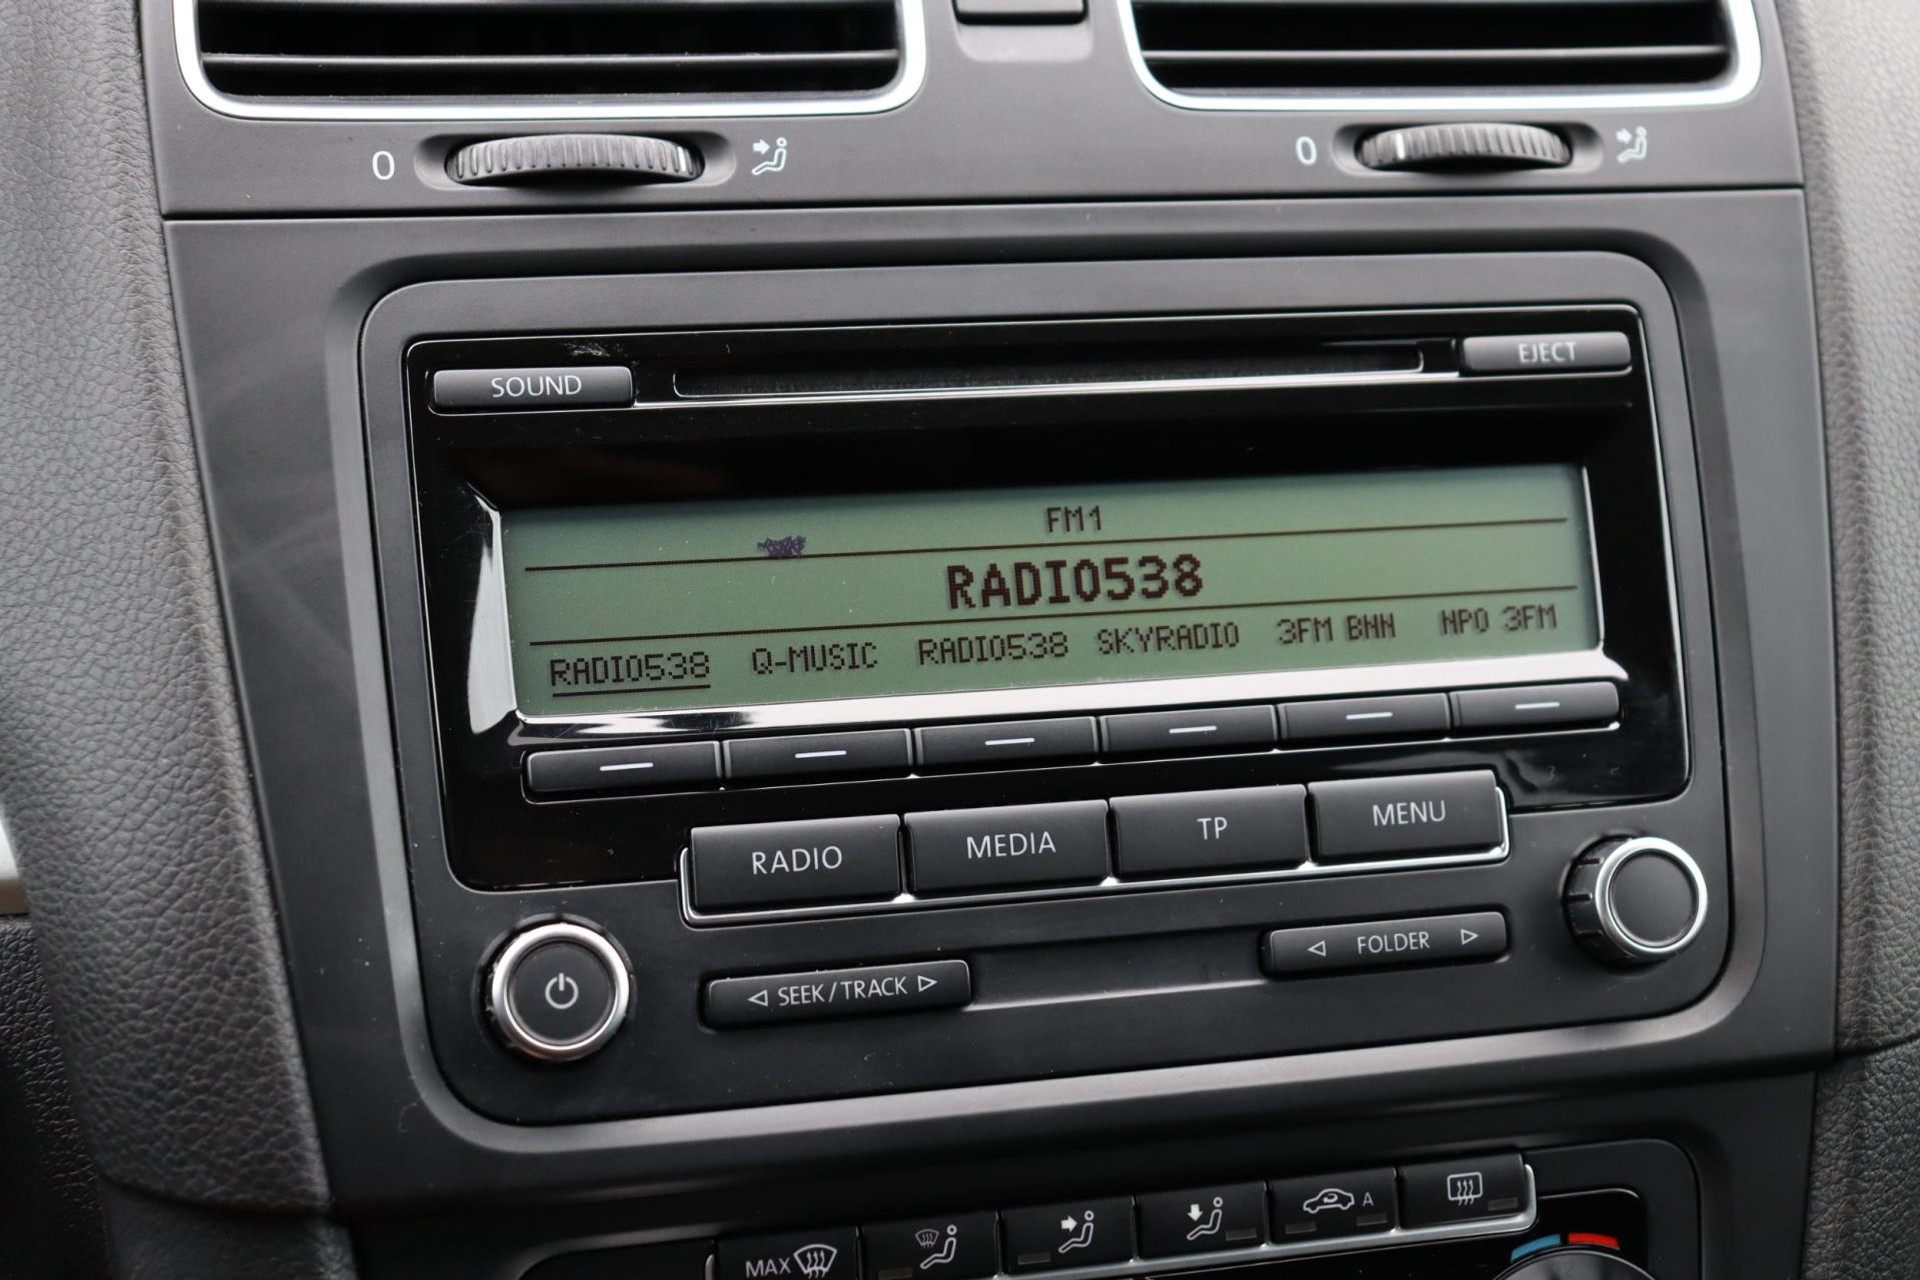 0 0
SOUND EJECT
FM1
RADIO538
RADIO538 Q-MUSIC RADIO538 SKYRADIO 3FM BNN NPO 3FM
RADIO MEDIA TP MENU
SEEK/TRACK FOLDER
MAX A